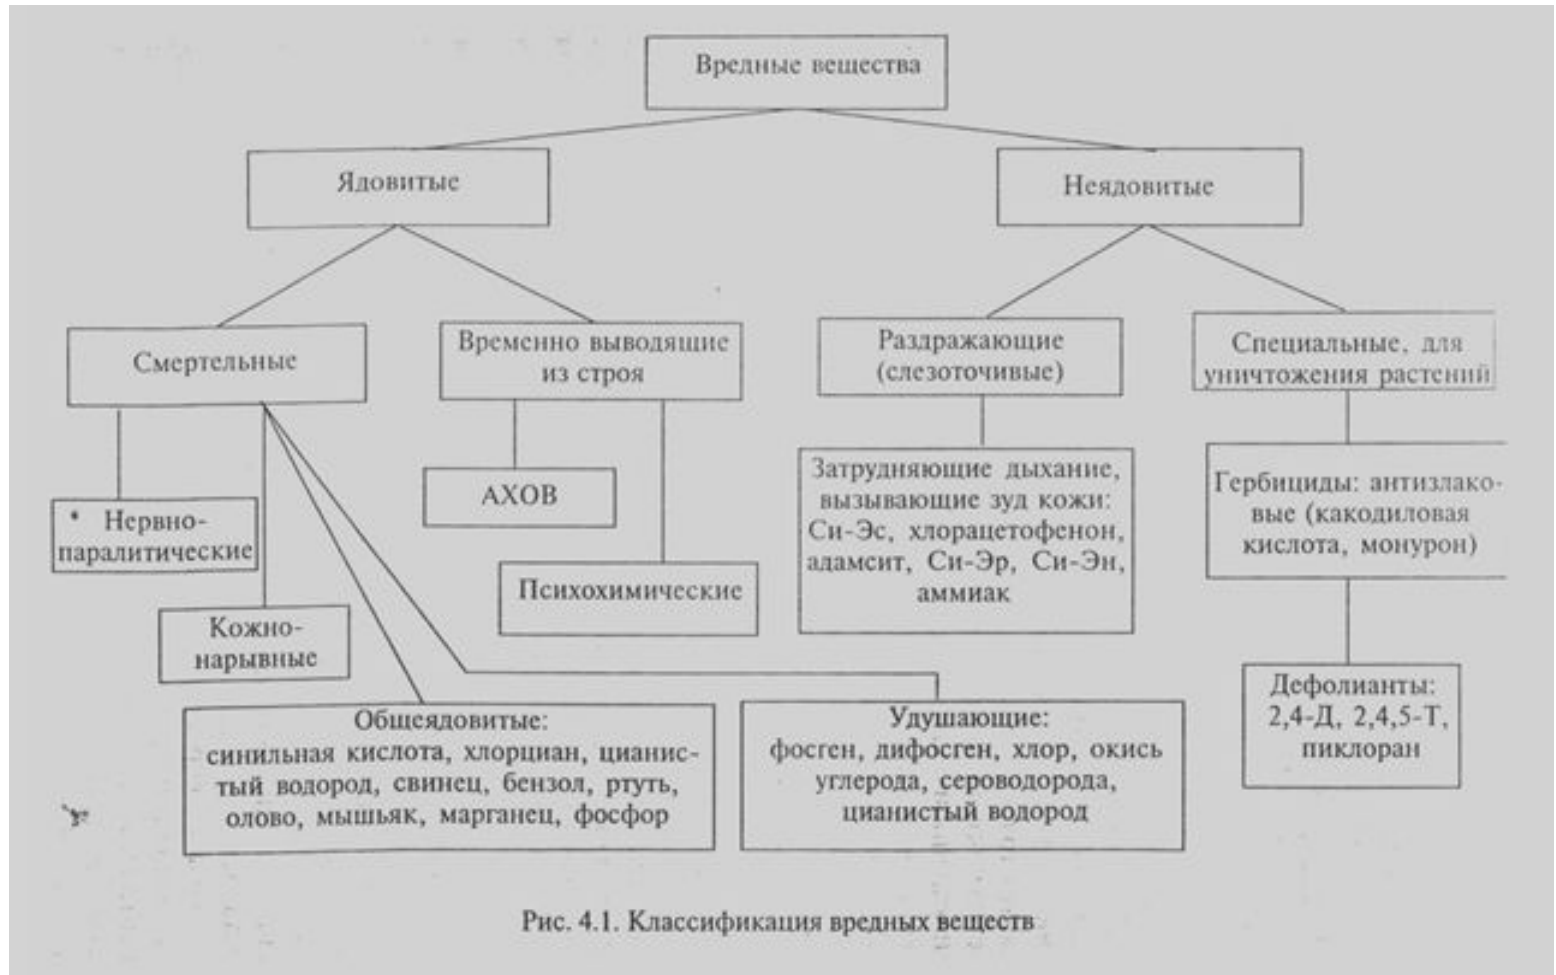 Вредные вещества
Ядовитые
Неядовитые
Смертельные
Временно выводящие
из строя
Раздражающие
(слезоточивые)
Специальные, для
уничтожения растений
* Нервно-
паралитические
АХОВ
Затрудняющие дыхание,
вызывающие зуд кожи:
Си-Эс, хлорацетофенон,
адамсит, Си-Эр, Си-Эн,
аммиак
Гербициды: антизлако-
вые (какодиловая
кислота, монурон)
Психохимические
Кожно-
нарывные
Общеядовитые:
синильная кислота, хлорциан, цианис-
тый водород, свинец, бензол, ртуть,
олово, мышьяк, марганец, фосфор
Удушающие:
фосген, дифосген, хлор, окись
углерода, сероводорода,
цианистый водород
Дефолианты:
2,4-Д, 2,4,5-Т,
пиклоран
Рис. 4.1. Классификация вредных веществ